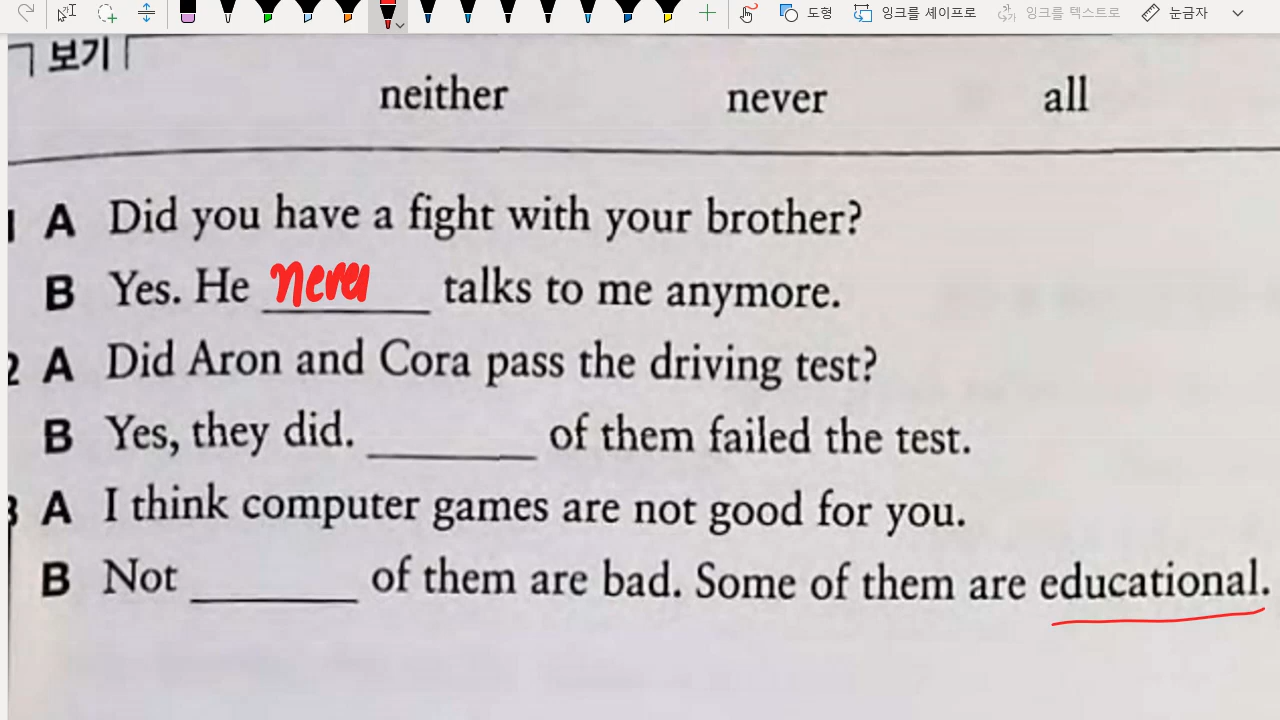 도형 잉크를 셰이프로 잉크를 텍스트로 눈금자
보기
neither never all
1 A Did you have a fight with your brother?
B Yes. He never talks to me anymore.
2 A Did Aron and Cora pass the driving test?
B Yes, they did. ______ of them failed the test.
3 A I think computer games are not good for you.
B Not ______ of them are bad. Some of them are educational.